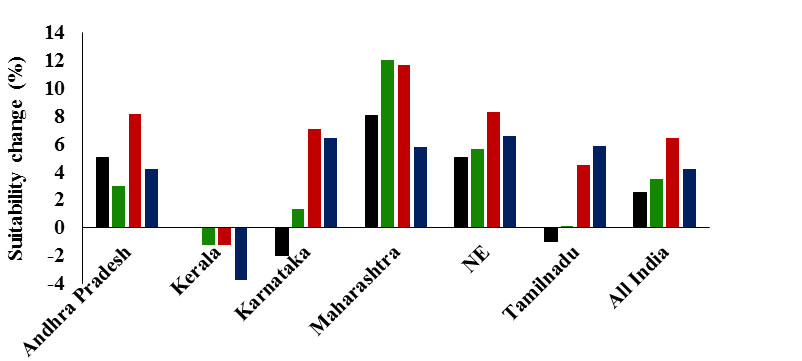 Suitability change (%)
14
12
10
8
6
4
2
0
-2
-4
Andhra Pradesh
Kerala
Karnataka
Maharashtra
NE
Tamilnadu
All India